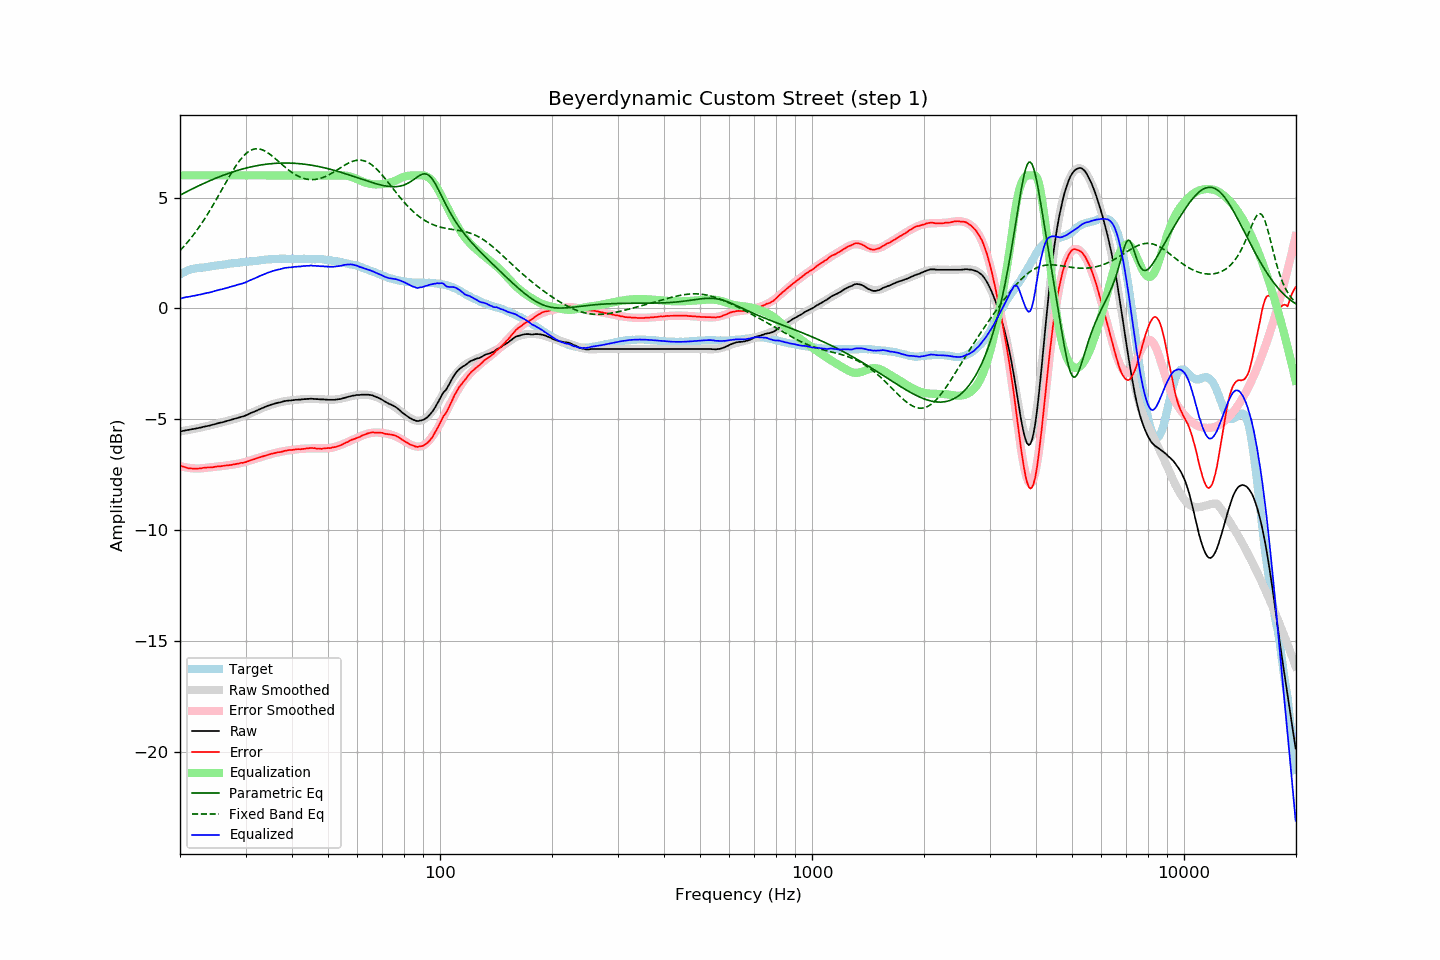 Beyerdynamic Custom Street (step 1)
Amplitude (dBr)
5
0
−5
−10
−15
−20
Target
Raw Smoothed
Error Smoothed
Raw
Error
Equalization
Parametric Eq
Fixed Band Eq
Equalized
100
1000
10000
Frequency (Hz)